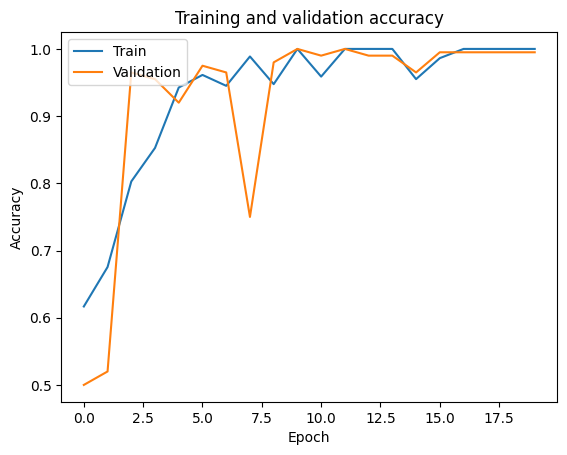 Training and validation accuracy
Train
Validation
1.0
0.9
0.8
0.7
0.6
0.5
Accuracy
0.0 2.5 5.0 7.5 10.0 12.5 15.0 17.5
Epoch